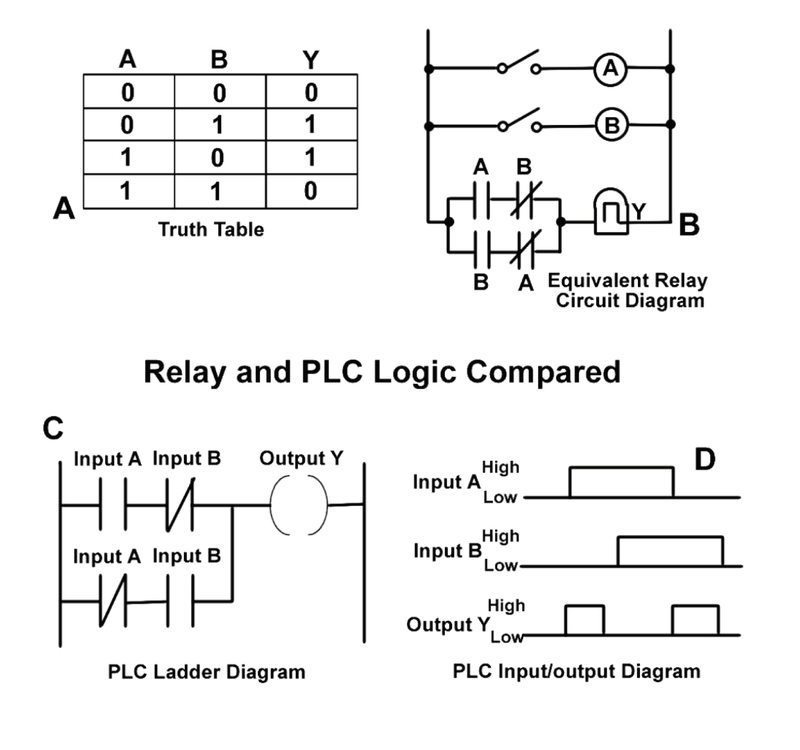 A B Y
0 0 0
0 1 1
1 0 1
1 1 0
A
Truth Table
A
B
A B
Y
B
B A
Equivalent Relay
Circuit Diagram
Relay and PLC Logic Compared
C
Input A Input B Output Y
Input A Input B
PLC Ladder Diagram
D
Input A High
Low
Input B High
Low
Output Y High
Low
PLC Input/output Diagram